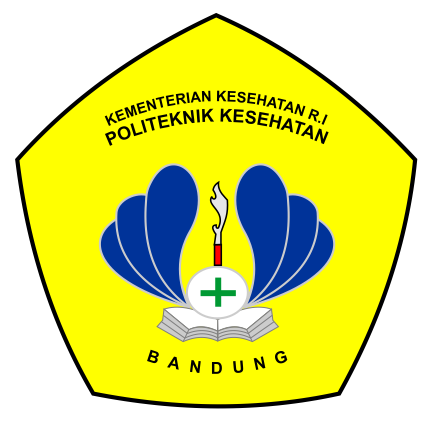 KEMENTERIAN KESEHATAN R.I
POLITEKNIK KESEHATAN
BANDUNG